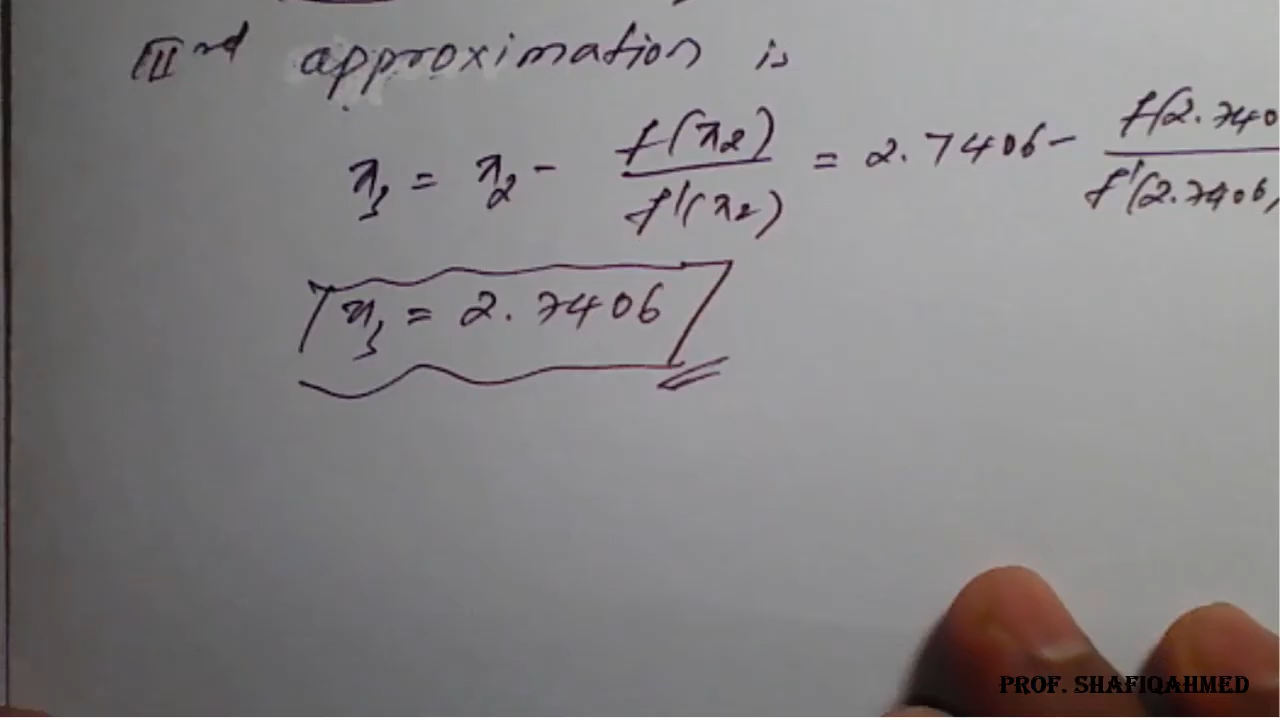 IIIrd approximation is
x3 = x2 - f(x2) / f'(x2) = 2.7406 - f(2.740 / f'(2.7406)
x3 = 2.7406
PROF. SHAFIQAHMED